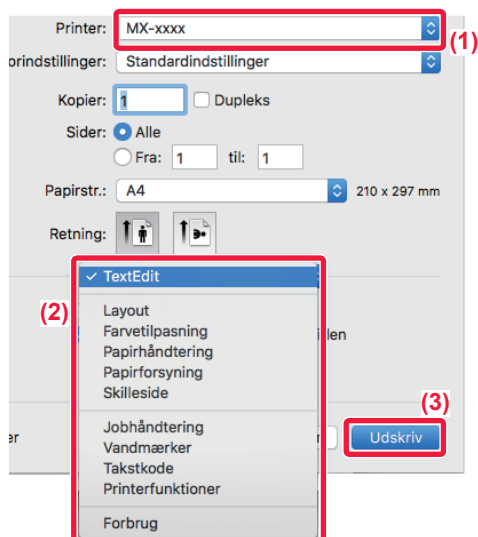 Printer: MX-xxxx (1)
orindstillinger: Standardindstillinger
Kopier: 1 Dupleks
Sider: Alle
Fra: 1 til: 1
Papirstr.: A4 210 x 297 mm
Retning:
TextEdit
(2) Layout
Farvetilpasning
Papirhåndtering
Papirforsyning
Skilleside
Jobhåndtering
Vandmærker
Takstkode
Printerfunktioner
Forbrug
(3)
er Udskriv